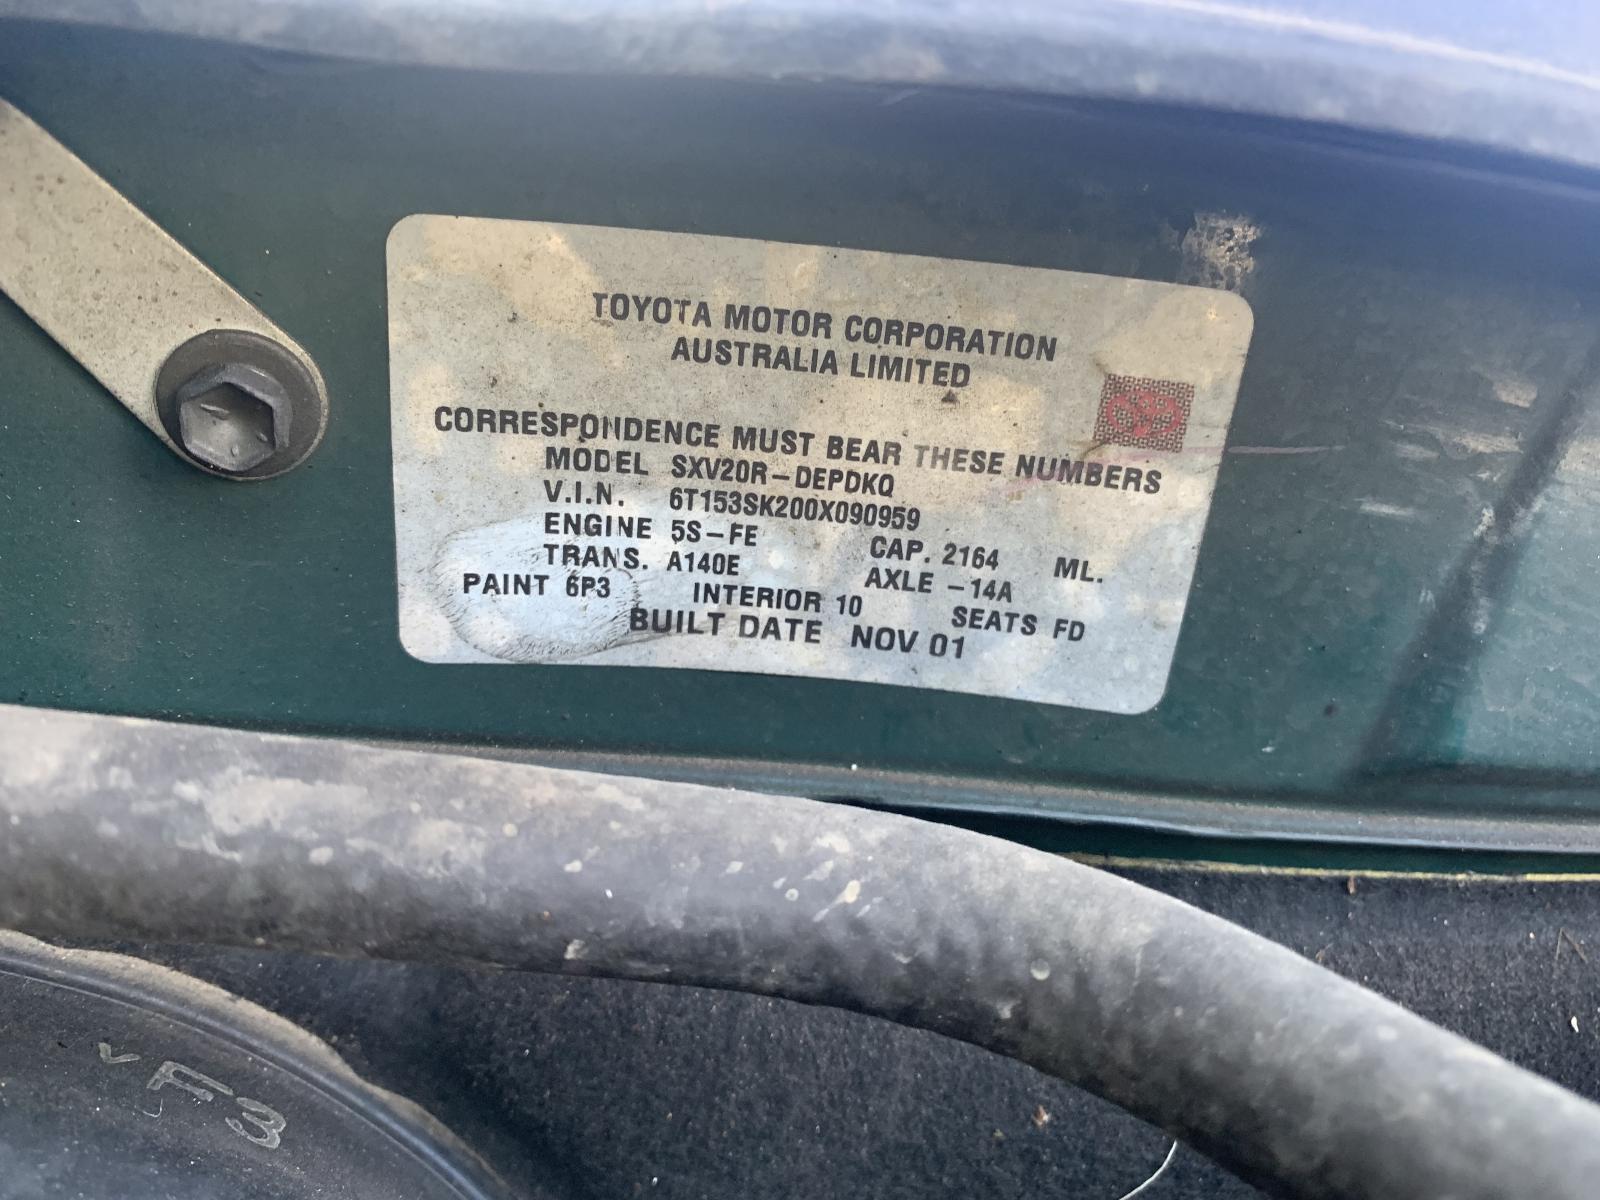 TOYOTA MOTOR CORPORATION
AUSTRALIA LIMITED
CORRESPONDENCE MUST BEAR THESE NUMBERS
MODEL SXV20R-DEPDKQ
V.I.N. 6T153SK200X090959
ENGINE 5S-FE CAP. 2164 ML.
TRANS. A140E AXLE -14A
PAINT 6P3 INTERIOR 10 SEATS FD
BUILT DATE NOV 01
F3